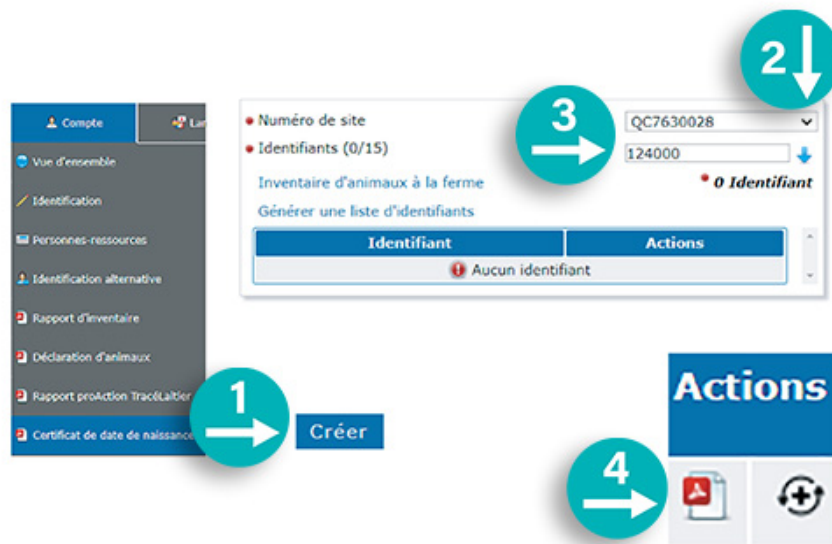 2
Compte
Lar
Vue d'ensemble
Identification
Personnes-ressources
Identification alternative
Rapport d'inventaire
Déclaration d'animaux
Rapport proAction TracéLaitier
Certificat de date de naissance
1
Créer
Numéro de site
3
QC7630028
Identifiants (0/15)
124000
Inventaire d'animaux à la ferme
* 0 Identifiant
Générer une liste d'identifiants
Identifiant Actions
Aucun identifiant
Actions
4